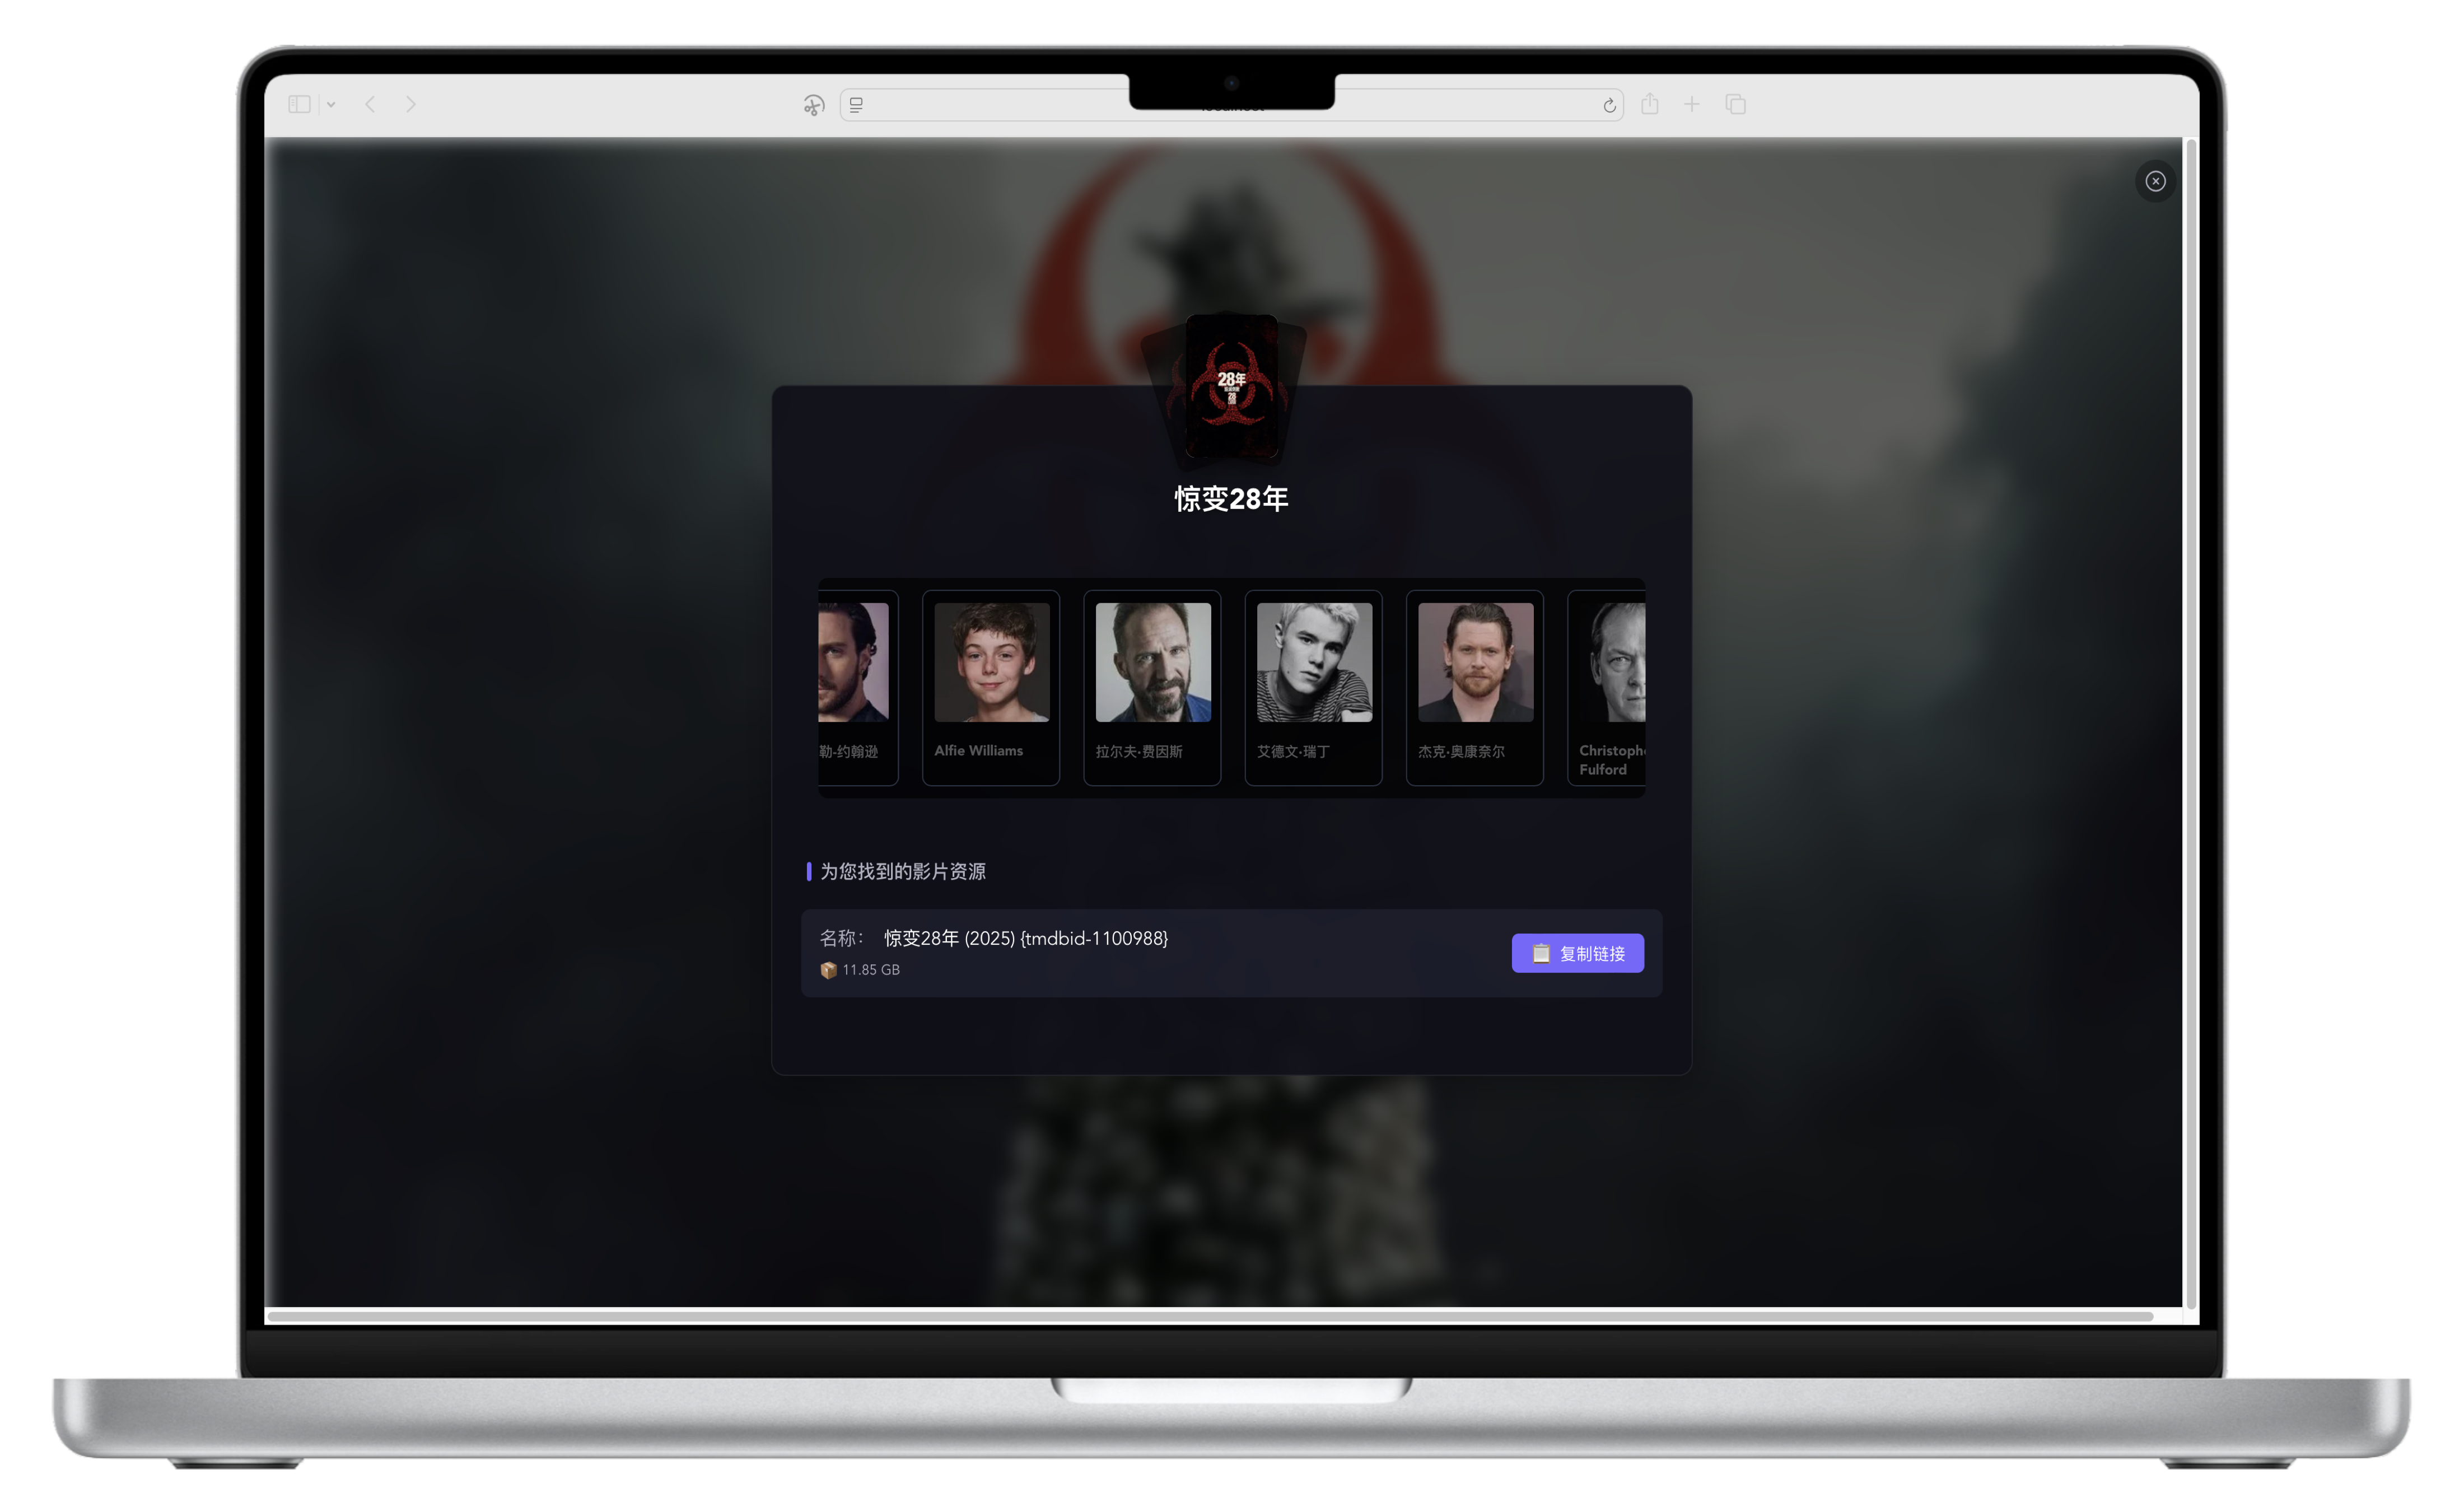 28年
惊变28年
勒-约翰逊
Alfie Williams
拉尔夫·费因斯
艾德文·瑞丁
杰克·奥康奈尔
Christoph
Fulford
为您找到的影片资源
名称： 惊变28年 (2025) {tmdbid-1100988}
11.85 GB
复制链接